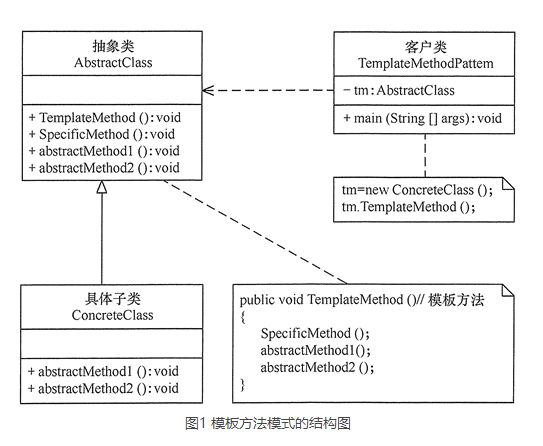 抽象类
AbstractClass
+ TemplateMethod ( ): void
+ SpecificMethod ( ): void
+ abstractMethod1 ( ): void
+ abstractMethod2 ( ): void
客户类
TemplateMethodPattem
− tm : AbstractClass
+ main (String [] args): void
tm=new ConcreteClass ( );
tm.TemplateMethod ( );
具体子类
ConcreteClass
+ abstractMethod1 ( ): void
+ abstractMethod2 ( ): void
public void TemplateMethod ( )// 模板方法
{
SpecificMethod ( );
abstractMethod1( );
abstractMethod2 ( );
}
图1 模板方法模式的结构图